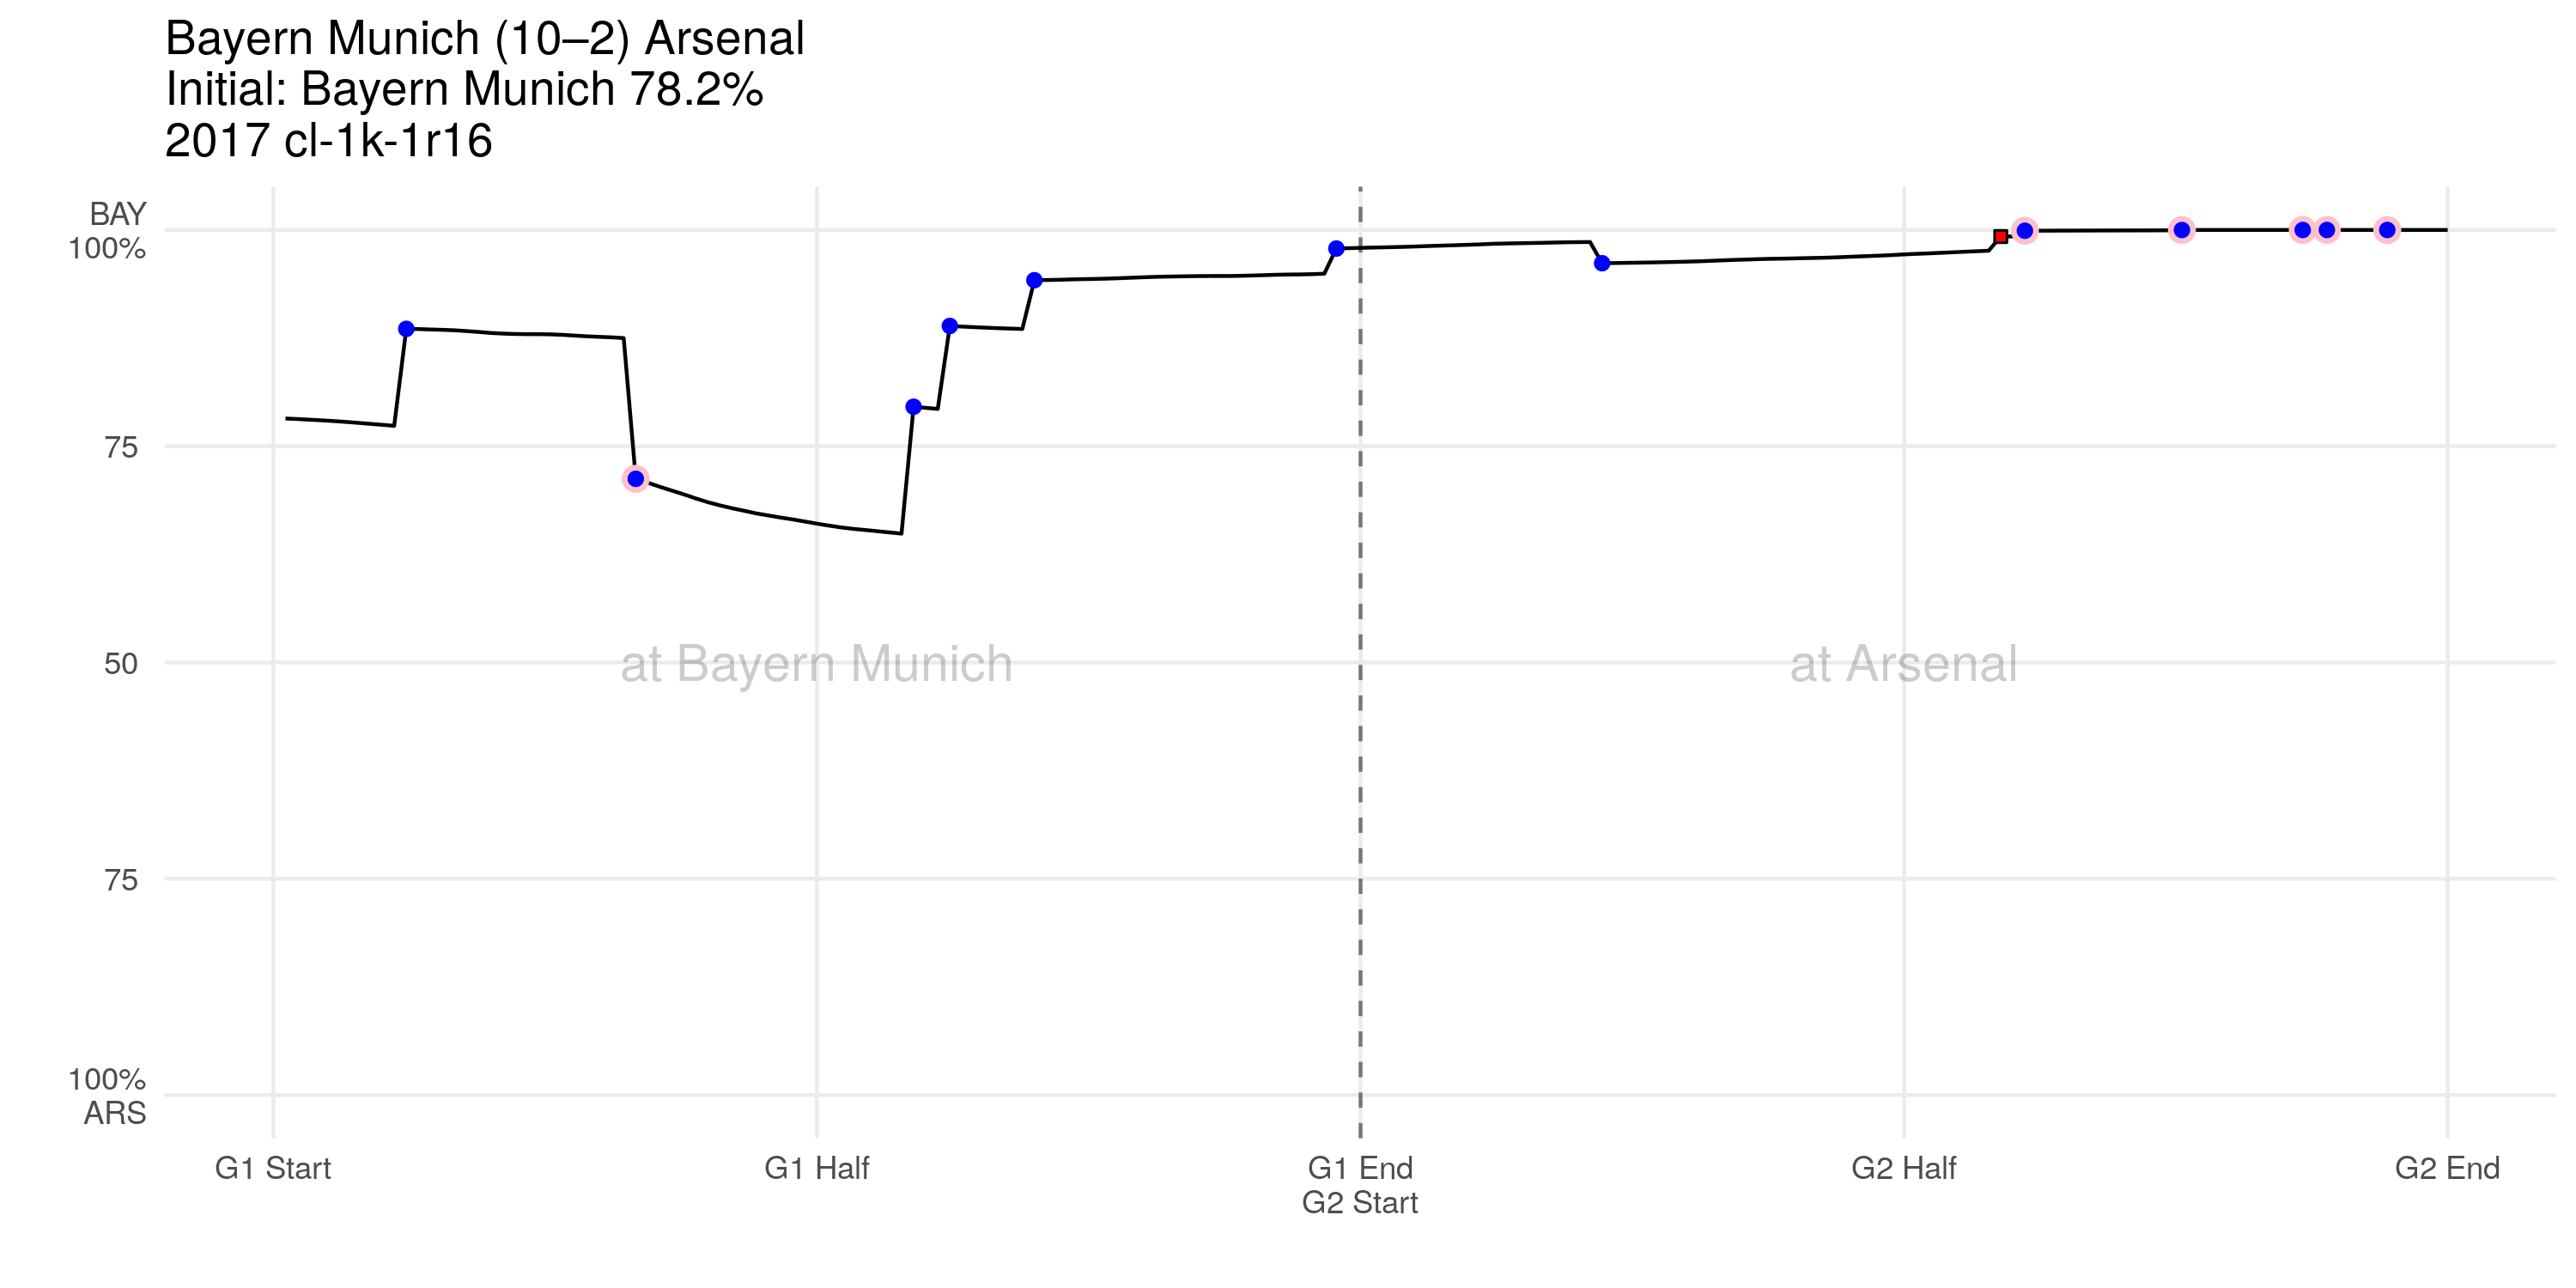 Bayern Munich (10–2) Arsenal
Initial: Bayern Munich 78.2%
2017 cl-1k-1r16
BAY
100%
75
50
75
100%
ARS
at Bayern Munich
at Arsenal
G1 Start
G1 Half
G1 End
G2 Start
G2 Half
G2 End